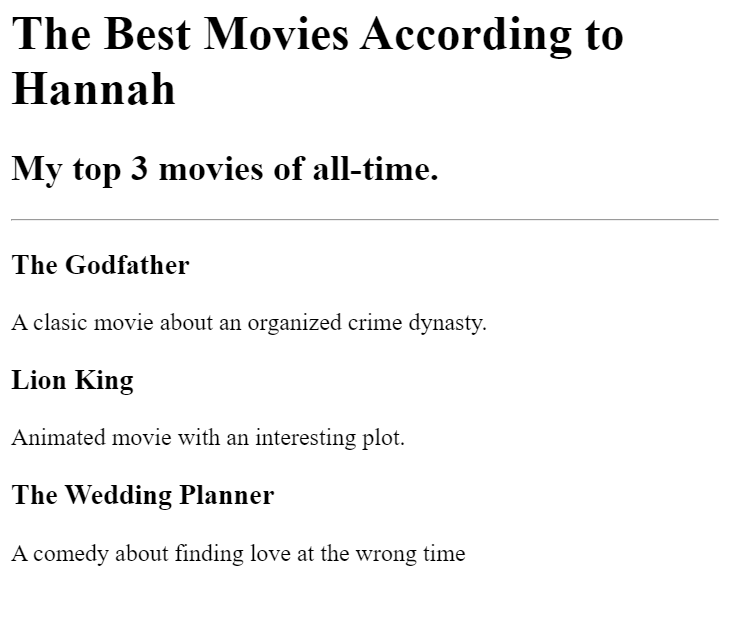 The Best Movies According to
Hannah
My top 3 movies of all-time.
The Godfather
A clasic movie about an organized crime dynasty.
Lion King
Animated movie with an interesting plot.
The Wedding Planner
A comedy about finding love at the wrong time